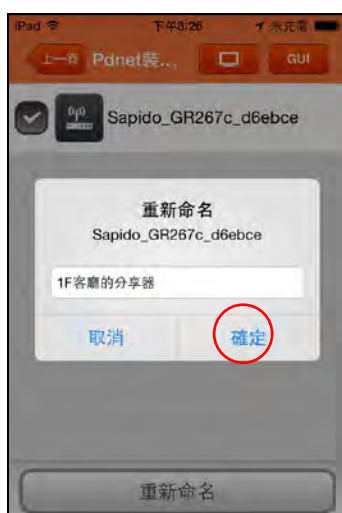 iPad 下午8:26 未充電
上一頁 Pdnet裝... GUI
Sapido_GR267c_d6ebce
重新命名
Sapido_GR267c_d6ebce
1F客廳的分享器
取消 確定
重新命名